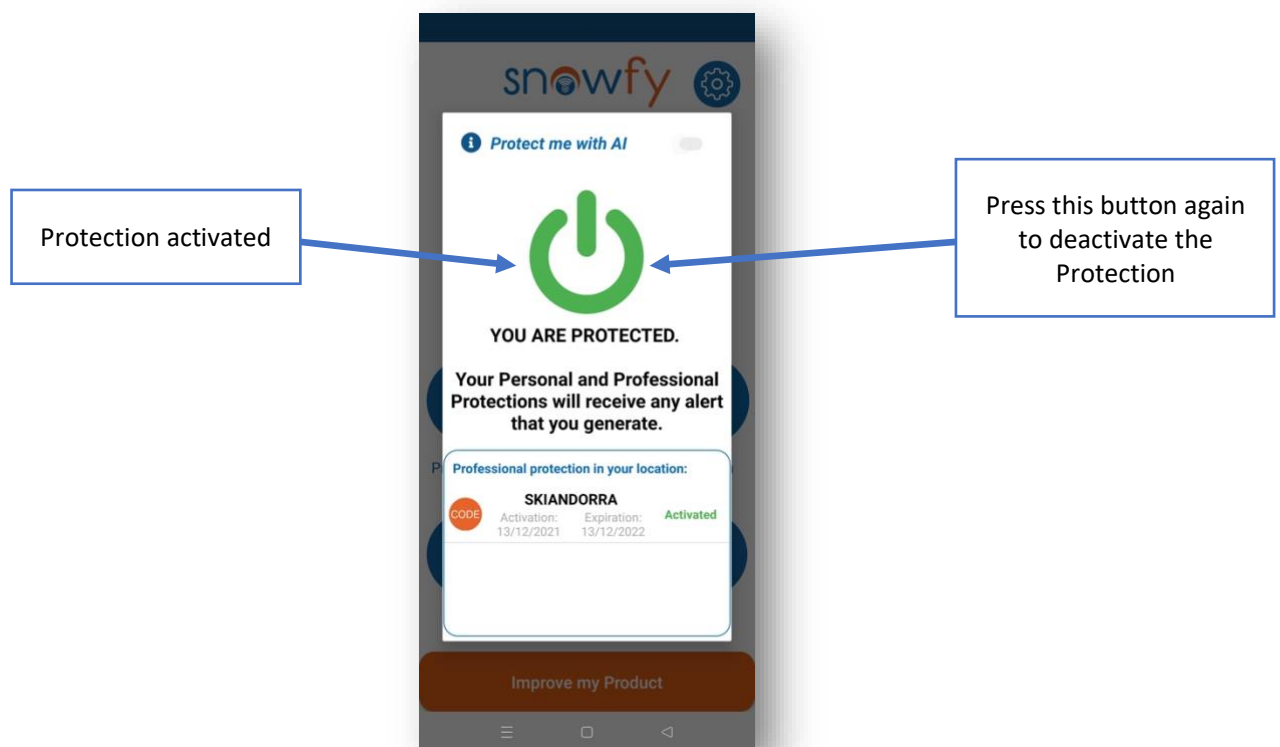 snowfy
Protect me with AI
Protection activated
Press this button again
to deactivate the
Protection
YOU ARE PROTECTED.
Your Personal and Professional
Protections will receive any alert
that you generate.
P
Professional protection in your location:
SKIANDORRA
CODE
Activation:
Expiration:
Activated
13/12/2021
13/12/2022
Improve my Product